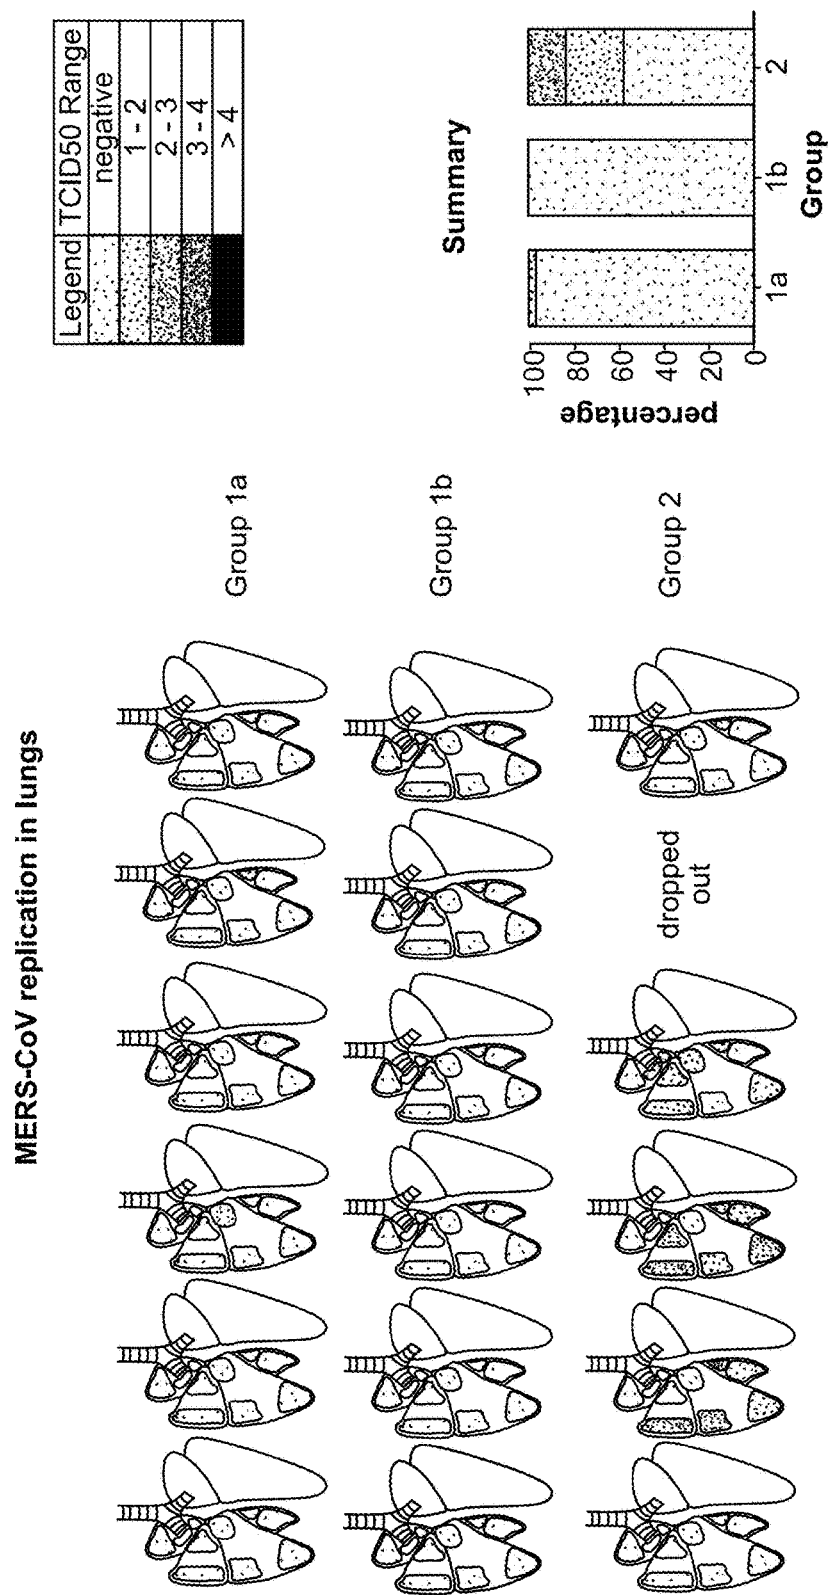 MERS-CoV replication in lungs
Group 1a
Group 1b
dropped
out
Group 2
Legend TCID50 Range
negative
1 - 2
2 - 3
3 - 4
> 4
Summary
percentage
100
80
60
40
20
0
1a
1b
2
Group